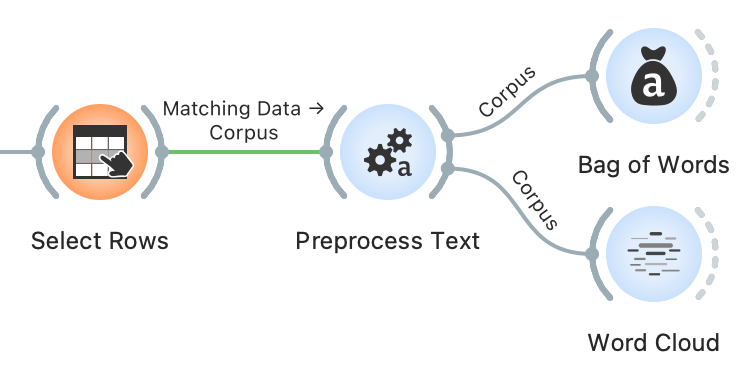 Matching Data →
Corpus
Select Rows
a
Preprocess Text
Corpus
a
Bag of Words
Corpus
Word Cloud